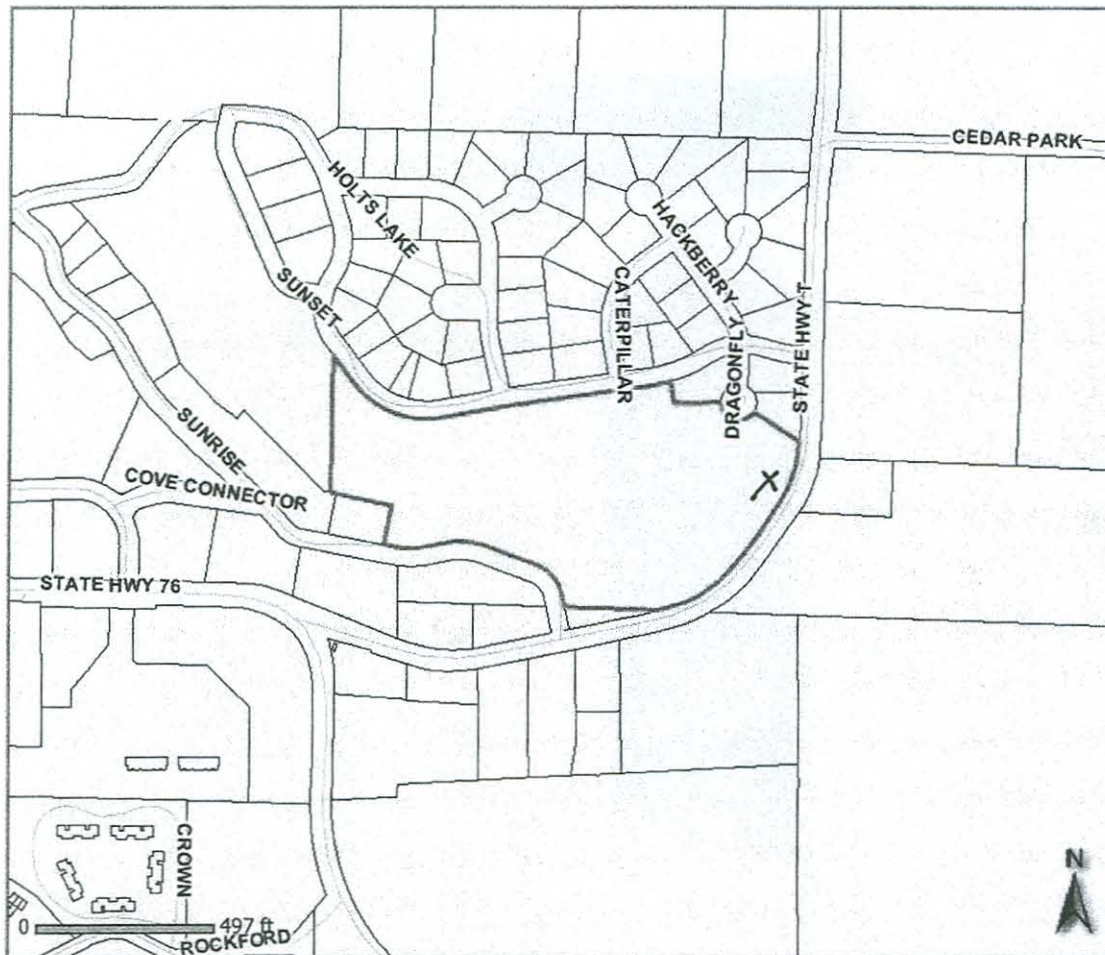 CEDAR PARK
HOLTS LAKE
HACKBERRY
SUNSET
CATERPILLAR
STATE HWY T
DRAGONFLY
SUNRISE
COVE CONNECTOR
STATE HWY 76
CROWN
N
0 497 ft
ROCKFORD